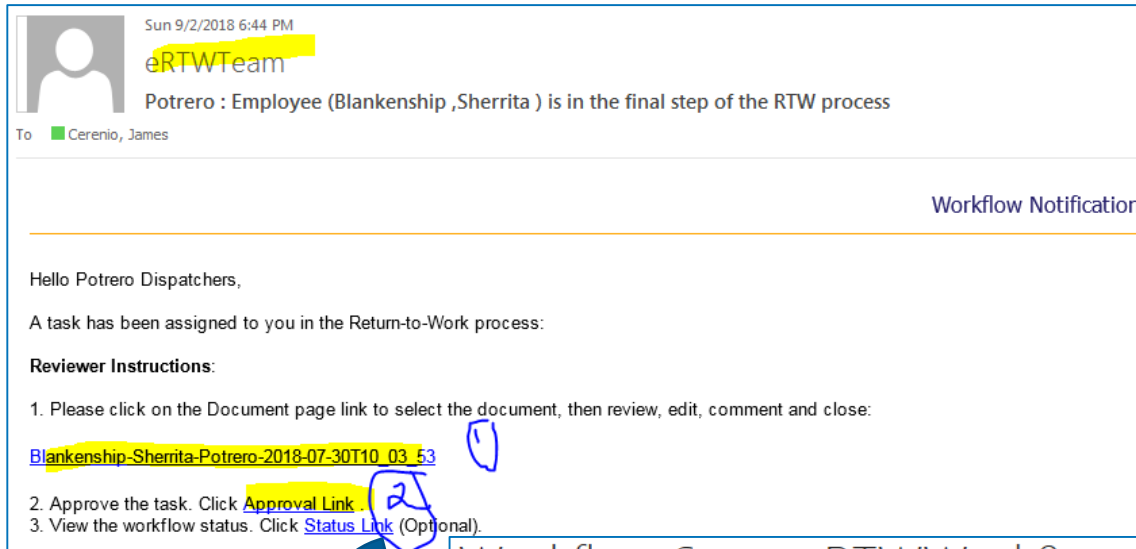 Sun 9/2/2018 6:44 PM
eRTWTeam
Potrero : Employee (Blankenship ,Sherrita ) is in the final step of the RTW process
To Cerenio, James
Workflow Notification
Hello Potrero Dispatchers,
A task has been assigned to you in the Return-to-Work process:
Reviewer Instructions:
1. Please click on the Document page link to select the document, then review, edit, comment and close:
1
Blankenship-Sherrita-Potrero-2018-07-30T10_03_53
2. Approve the task. Click Approval Link .
2
3. View the workflow status. Click Status Link (Optional).